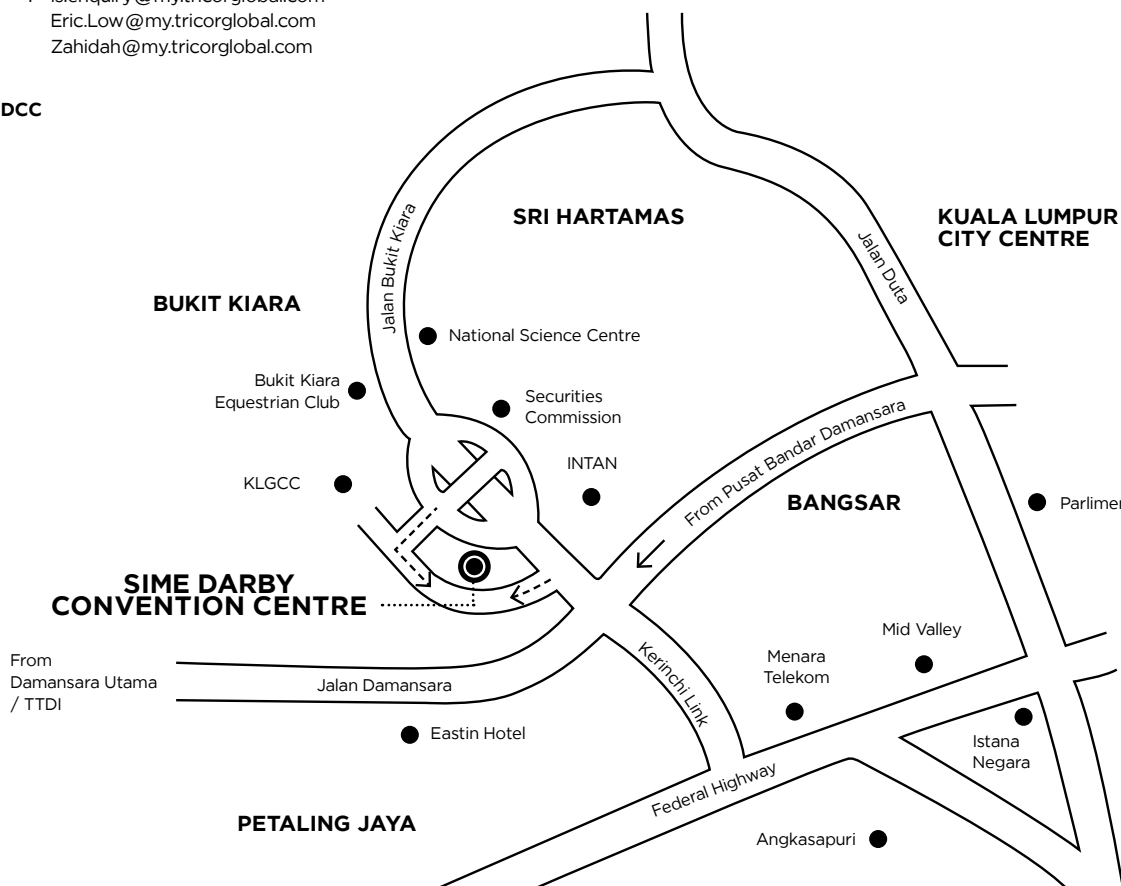 Eric.Low@my.tricorglobal.com
Zahidah@my.tricorglobal.com
DCC
SRI HARTAMAS
KUALA LUMPUR
CITY CENTRE
Jalan Bukit Kiara
Jalan Duta
BUKIT KIARA
National Science Centre
Bukit Kiara
Equestrian Club
Securities
Commission
From Pusat Bandar Damansara
INTAN
KLGCC
BANGSAR
Parlimen
SIME DARBY
CONVENTION CENTRE
Mid Valley
Kerinchi Link
Menara
Telekom
From
Damansara Utama
/ TTDI
Jalan Damansara
Eastin Hotel
Istana
Negara
Federal Highway
PETALING JAYA
Angkasapuri